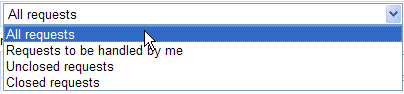 All requests
All requests
Requests to be handled by me
Unclosed requests
Closed requests